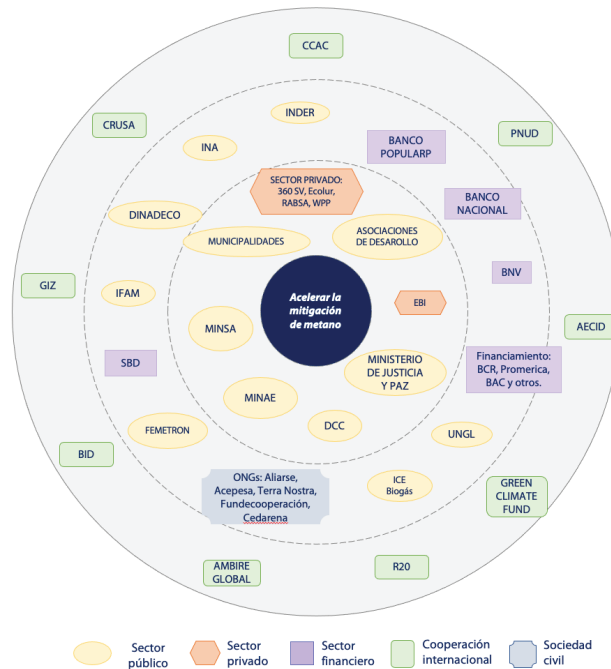 CCAC
CRUSA
INDER
PNUD
INA
BANCO
POPULARP
SECTOR PRIVADO:
360 SV, Ecolur,
RABSA, WPP
BANCO
NACIONAL
DINADECO
MUNICIPALIDADES
ASOCIACIONES
DE DESAROLLO
BNV
GIZ
IFAM
Acelerar la
mitigación
de metano
EBI
AECID
MINSA
SBD
MINISTERIO
DE JUSTICIA
Y PAZ
Financiamiento:
BCR, Promerica,
BAC y otros.
MINAE
DCC
FEMETRON
UNGL
BID
ONGs: Aliarse,
Acepesa, Terra Nostra,
Fundecooperación,
Cedarena
ICE
Biogás
GREEN
CLIMATE
FUND
AMBIRE
GLOBAL
R20
Sector
público
Sector
privado
Sector
financiero
Cooperación
internacional
Sociedad
civil